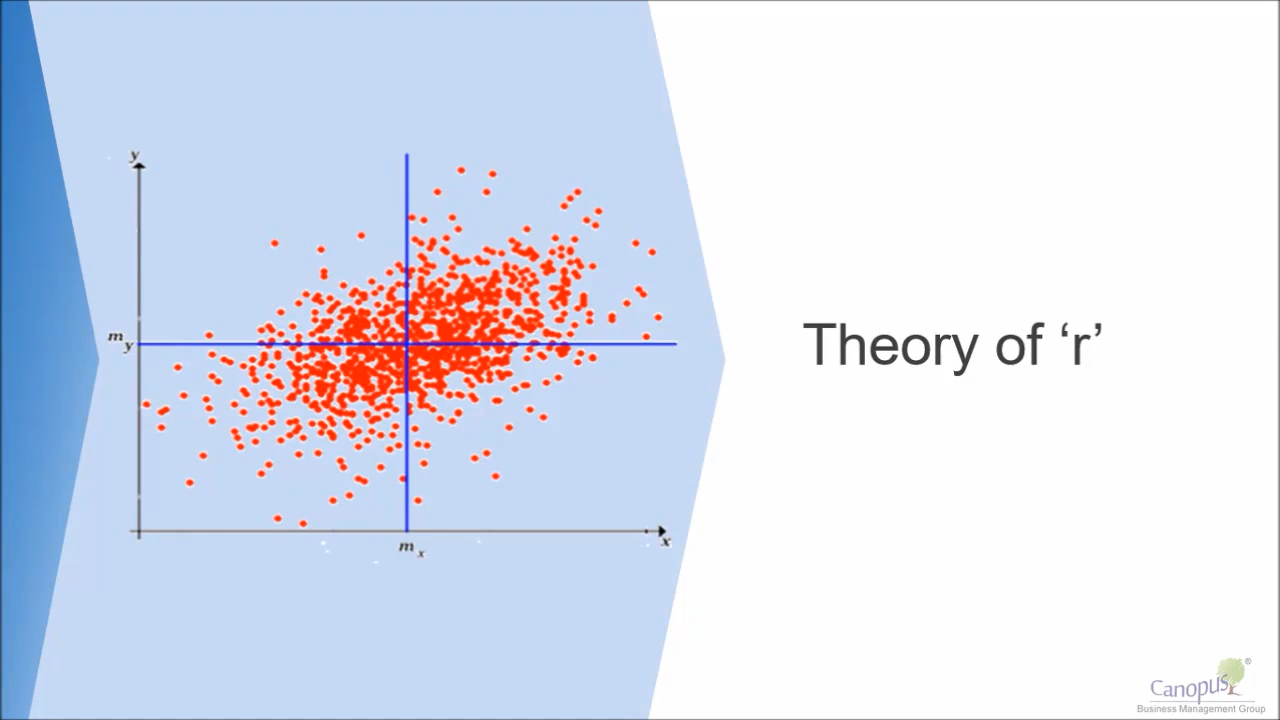 y
m y
m x
x
Theory of ‘r’
Canopus®
Business Management Group